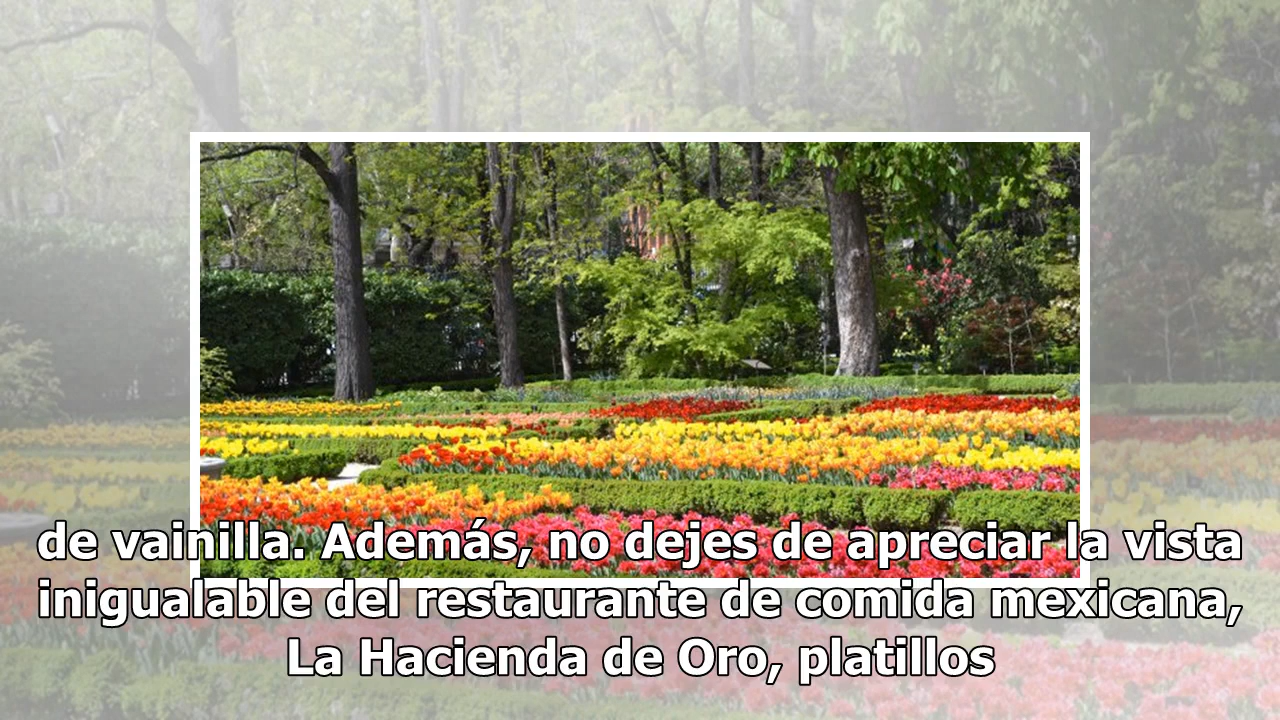 de vainilla. Además, no dejes de apreciar la vista
inigualable del restaurante de comida mexicana,
La Hacienda de Oro, platillos